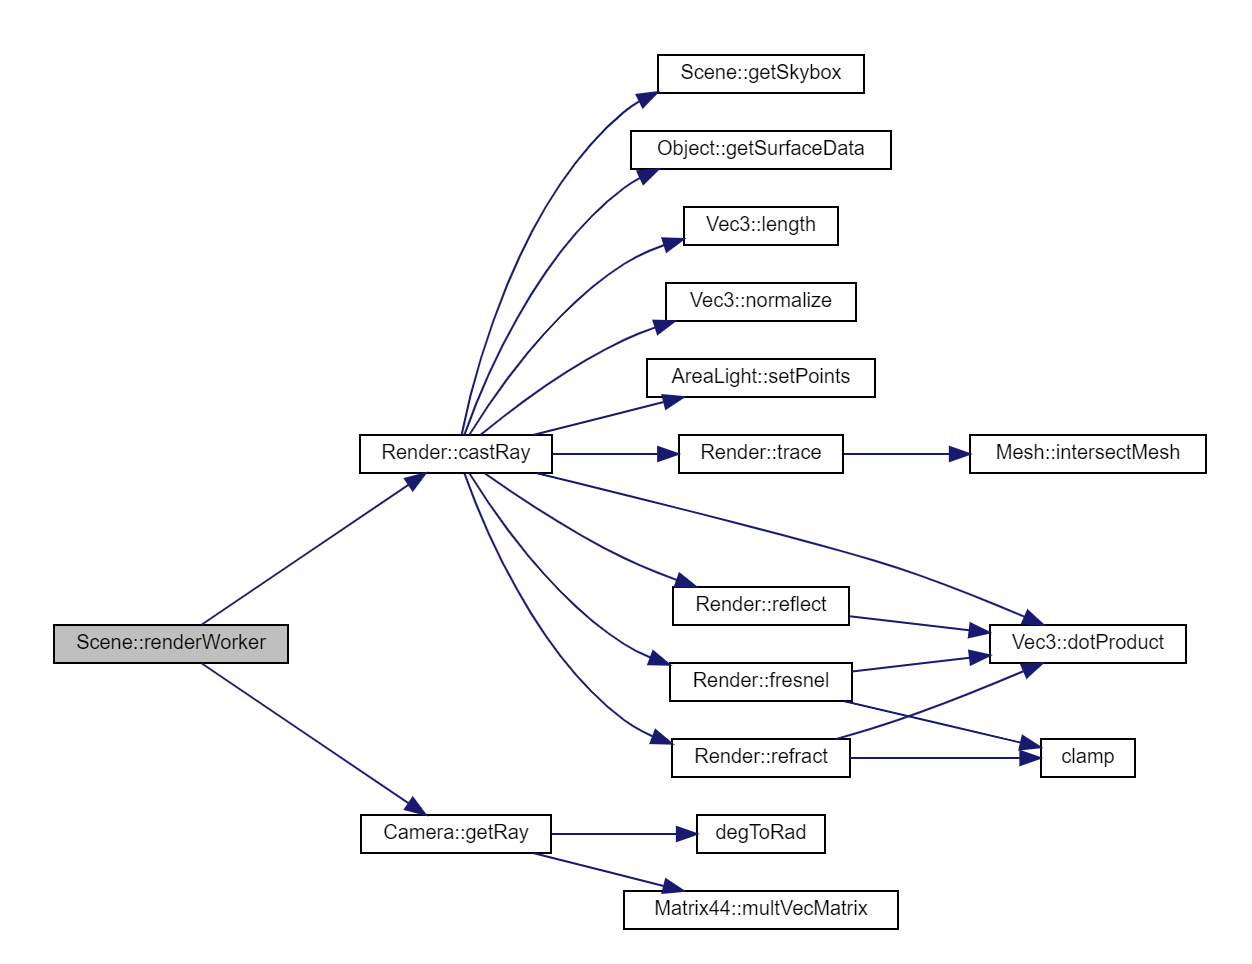 Scene::getSkybox
Object::getSurfaceData
Vec3::length
Vec3::normalize
AreaLight::setPoints
Render::castRay
Render::trace
Mesh::intersectMesh
Render::reflect
Scene::renderWorker
Vec3::dotProduct
Render::fresnel
Render::refract
clamp
Camera::getRay
degToRad
Matrix44::multVecMatrix